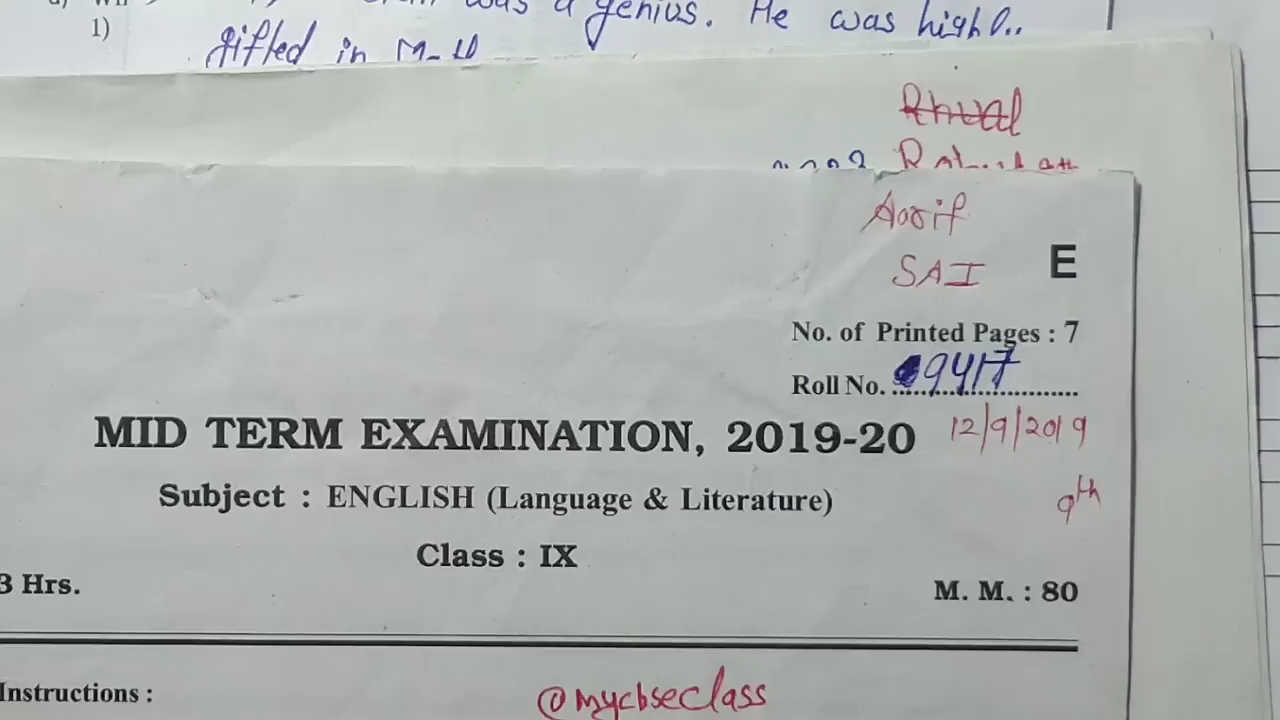 was a genius. He was high
1)
gifted in
Aarif
SAI
E
No. of Printed Pages : 7
Roll No. 9417
MID TERM EXAMINATION, 2019-20 12/9/2019
Subject : ENGLISH (Language & Literature)
9th
Class : IX
3 Hrs.
M. M. : 80
Instructions :
@mycbseclass